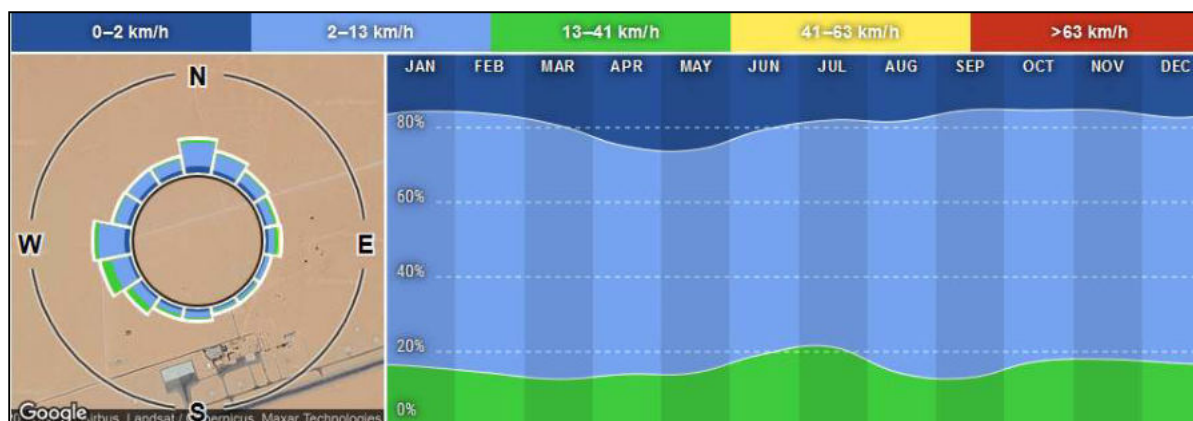 0–2 km/h 2–13 km/h 13–41 km/h 41–63 km/h >63 km/h
N
W E
S
JAN FEB MAR APR MAY JUN JUL AUG SEP OCT NOV DEC
80%
60%
40%
20%
0%
Google
Airbus, Landsat / Copernicus, Maxar Technologies